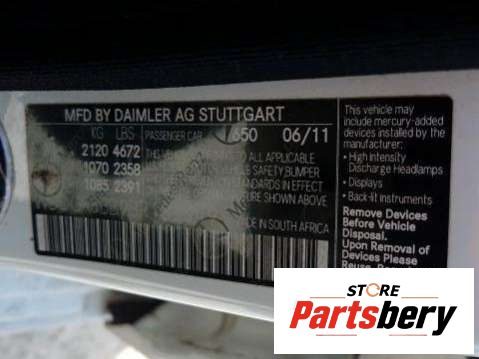 MFD BY DAIMLER AG STUTTGART
KG LBS PASSENGER CAR 650 06/11
2120 4672
1070 2358
1085 2391
TO ALL APPLICABLE
SAFETY BUMPER
STANDARDS IN EFFECT
SHOWN ABOVE
MADE IN SOUTH AFRICA
This vehicle may
include mercury-added
devices installed by the
manufacturer:
• High Intensity
Discharge Headlamps
• Displays
• Back-lit instruments
Remove Devices
Before Vehicle
Disposal.
Upon Removal of
Devices Please
Reuse,
STORE
Partsbery